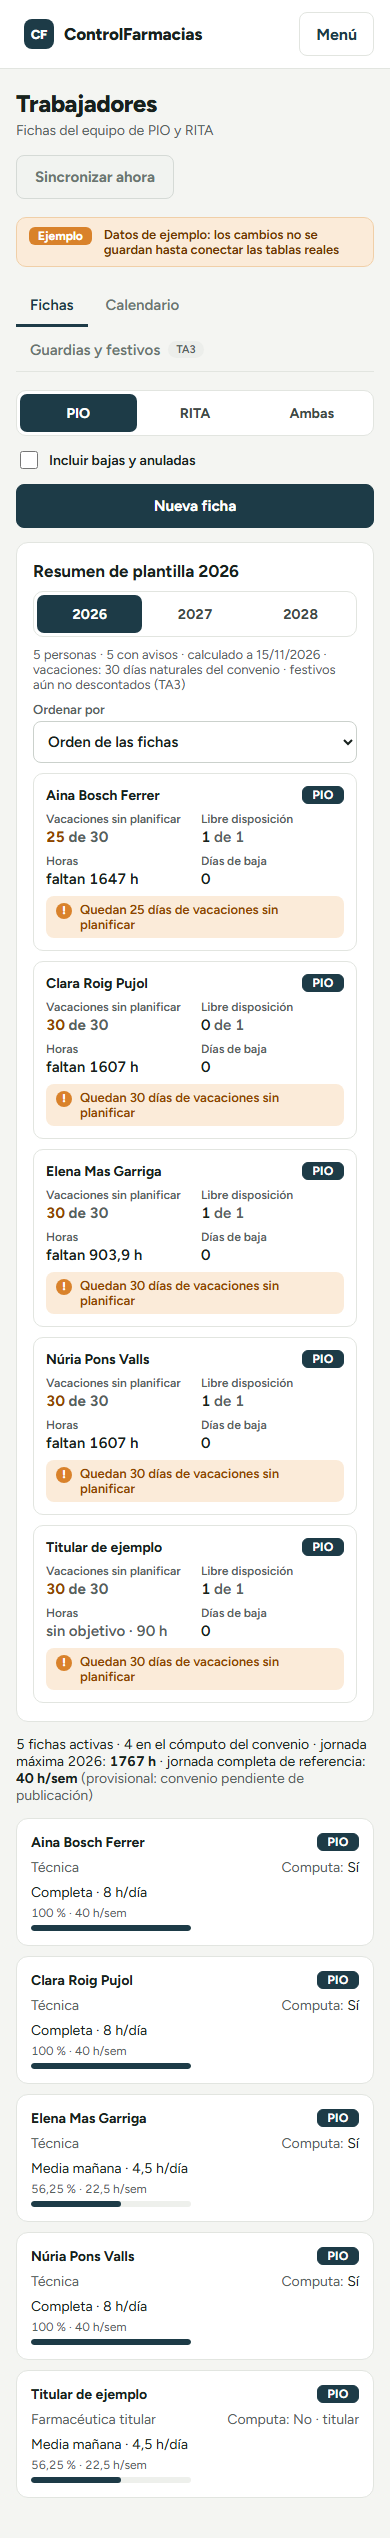 CF ControlFarmacias Menú
Trabajadores
Fichas del equipo de PIO y RITA
Sincronizar ahora
Ejemplo Datos de ejemplo: los cambios no se
guardan hasta conectar las tablas reales
Fichas Calendario
Guardias y festivos TA3
PIO RITA Ambas
Incluir bajas y anuladas
Nueva ficha
Resumen de plantilla 2026
2026 2027 2028
5 personas · 5 con avisos · calculado a 15/11/2026 ·
vacaciones: 30 días naturales del convenio · festivos
aún no descontados (TA3)
Ordenar por
Orden de las fichas
Aina Bosch Ferrer PIO
Vacaciones sin planificar Libre disposición
25 de 30 1 de 1
Horas Días de baja
faltan 1647 h 0
! Quedan 25 días de vacaciones sin
planificar
Clara Roig Pujol PIO
Vacaciones sin planificar Libre disposición
30 de 30 0 de 1
Horas Días de baja
faltan 1607 h 0
! Quedan 30 días de vacaciones sin
planificar
Elena Mas Garriga PIO
Vacaciones sin planificar Libre disposición
30 de 30 1 de 1
Horas Días de baja
faltan 903,9 h 0
! Quedan 30 días de vacaciones sin
planificar
Núria Pons Valls PIO
Vacaciones sin planificar Libre disposición
30 de 30 1 de 1
Horas Días de baja
faltan 1607 h 0
! Quedan 30 días de vacaciones sin
planificar
Titular de ejemplo PIO
Vacaciones sin planificar Libre disposición
30 de 30 1 de 1
Horas Días de baja
sin objetivo · 90 h 0
! Quedan 30 días de vacaciones sin
planificar
5 fichas activas · 4 en el cómputo del convenio · jornada
máxima 2026: 1767 h · jornada completa de referencia:
40 h/sem (provisional: convenio pendiente de
publicación)
Aina Bosch Ferrer PIO
Técnica Computa: Sí
Completa · 8 h/día
100 % · 40 h/sem
Clara Roig Pujol PIO
Técnica Computa: Sí
Completa · 8 h/día
100 % · 40 h/sem
Elena Mas Garriga PIO
Técnica Computa: Sí
Media mañana · 4,5 h/día
56,25 % · 22,5 h/sem
Núria Pons Valls PIO
Técnica Computa: Sí
Completa · 8 h/día
100 % · 40 h/sem
Titular de ejemplo PIO
Farmacéutica titular Computa: No · titular
Media mañana · 4,5 h/día
56,25 % · 22,5 h/sem